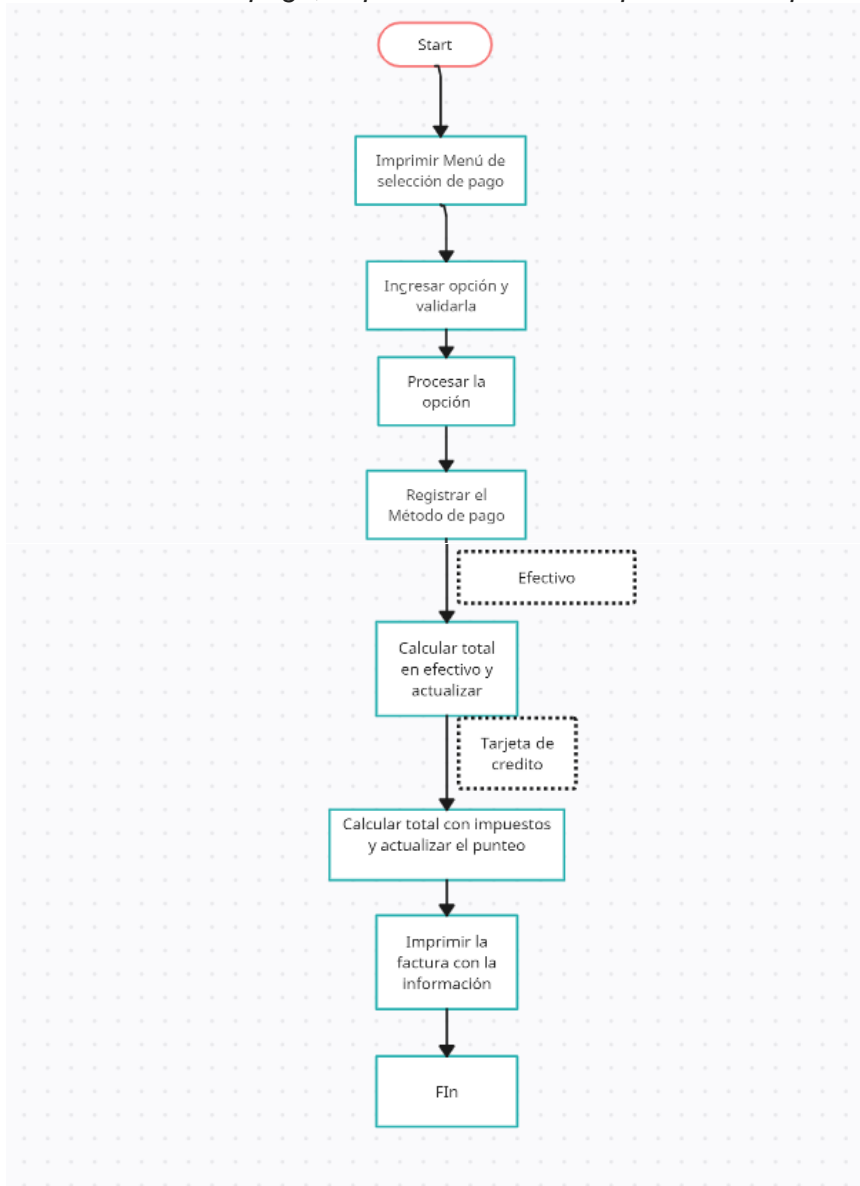 Start
Imprimir Menú de
selección de pago
Ingresar opción y
validarla
Procesar la
opción
Registrar el
Método de pago
Efectivo
Calcular total
en efectivo y
actualizar
Tarjeta de
credito
Calcular total con impuestos
y actualizar el punteo
Imprimir la
factura con la
información
FIn